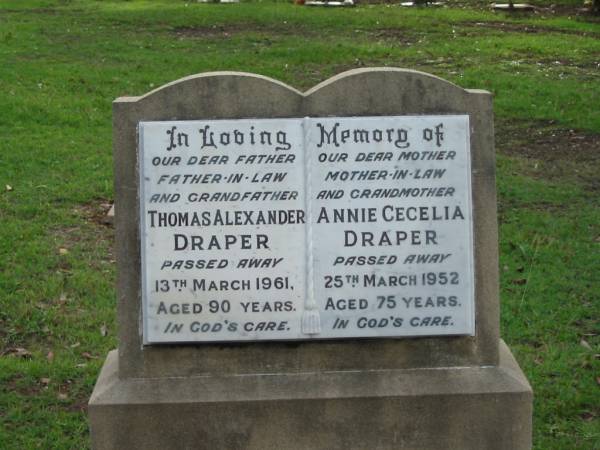 In Loving Memory of
OUR DEAR FATHER
FATHER-IN-LAW
AND GRANDFATHER
THOMAS ALEXANDER
DRAPER
PASSED AWAY
13TH MARCH 1961,
AGED 90 YEARS.
IN GOD'S CARE.
OUR DEAR MOTHER
MOTHER-IN-LAW
AND GRANDMOTHER
ANNIE CECELIA
DRAPER
PASSED AWAY
25TH MARCH 1952
AGED 75 YEARS.
IN GOD'S CARE.